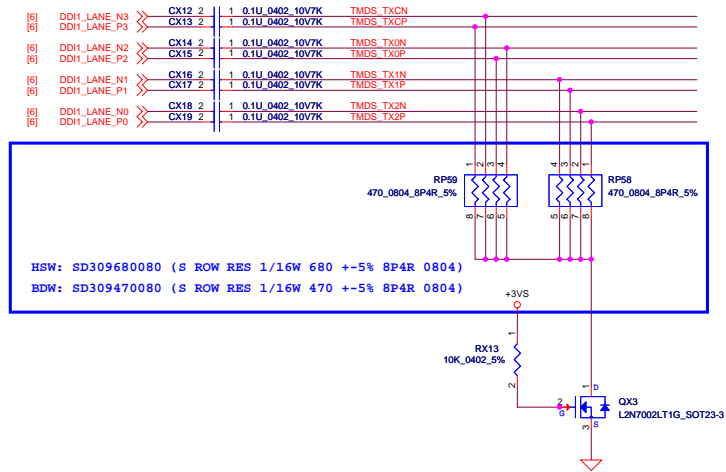 [6] DDI1_LANE_N3 CX12 2 1 0.1U_0402_10V7K TMDS_TXCN
[6] DDI1_LANE_P3 CX13 2 1 0.1U_0402_10V7K TMDS_TXCP
[6] DDI1_LANE_N2 CX14 2 1 0.1U_0402_10V7K TMDS_TX0N
[6] DDI1_LANE_P2 CX15 2 1 0.1U_0402_10V7K TMDS_TX0P
[6] DDI1_LANE_N1 CX16 2 1 0.1U_0402_10V7K TMDS_TX1N
[6] DDI1_LANE_P1 CX17 2 1 0.1U_0402_10V7K TMDS_TX1P
[6] DDI1_LANE_N0 CX18 2 1 0.1U_0402_10V7K TMDS_TX2N
[6] DDI1_LANE_P0 CX19 2 1 0.1U_0402_10V7K TMDS_TX2P
1 2 3 4 4 3 2 1
RP59 RP58
470_0804_8P4R_5% 470_0804_8P4R_5%
8 7 6 5 5 6 7 8
HSW: SD309680080 (S ROW RES 1/16W 680 +-5% 8P4R 0804)
BDW: SD309470080 (S ROW RES 1/16W 470 +-5% 8P4R 0804)
+3VS
1
RX13
10K_0402_5%
2
1 D
2 G
QX3
L2N7002LT1G_SOT23-3
3 S